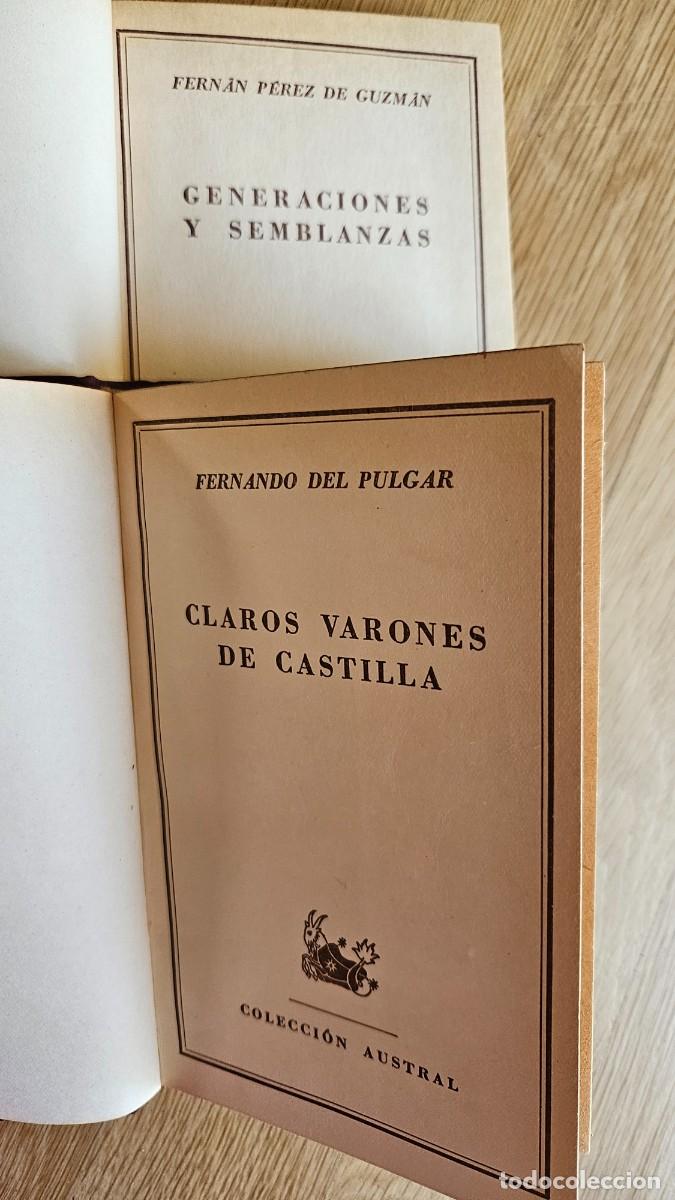 FERNÁN PÉREZ DE GUZMÁN
GENERACIONES
Y SEMBLANZAS
FERNANDO DEL PULGAR
CLAROS VARONES
DE CASTILLA
COLECCIÓN AUSTRAL
todocoleccion